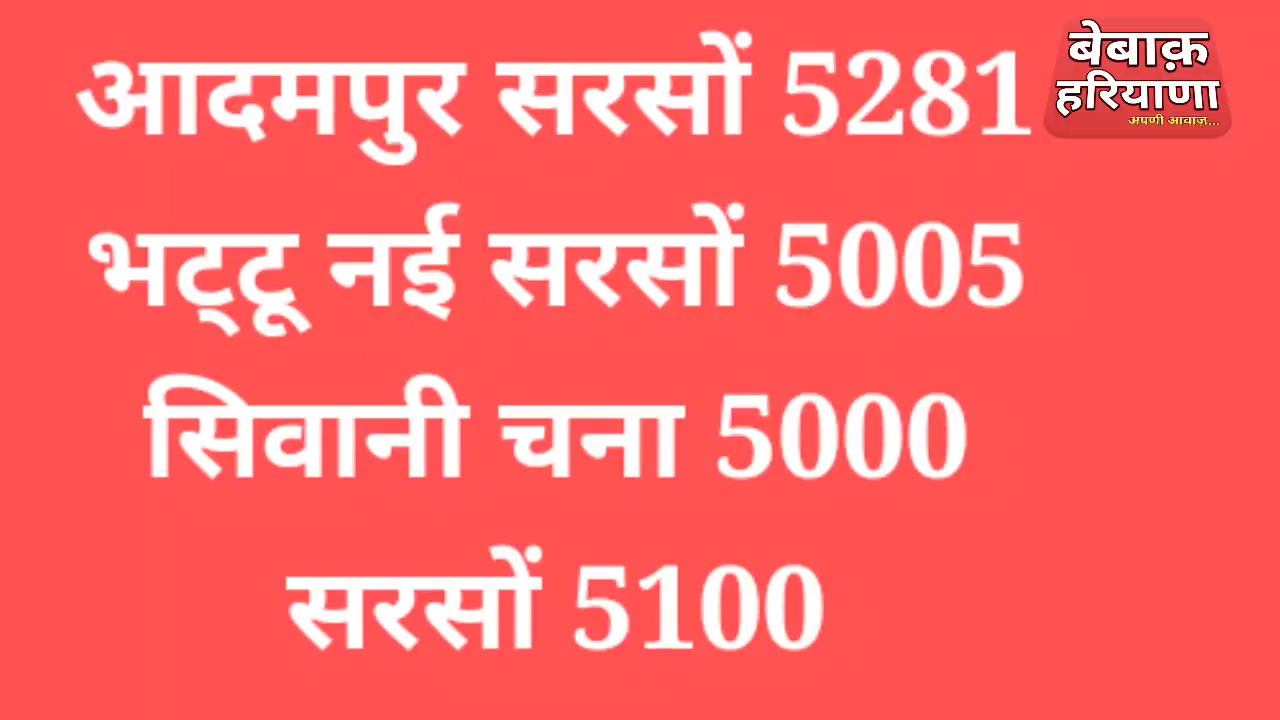 आदमपुर सरसों 5281
बेबाक़
हरियाणा
अपणी आवाज़...
भट्टू नई सरसों 5005
सिवानी चना 5000
सरसों 5100